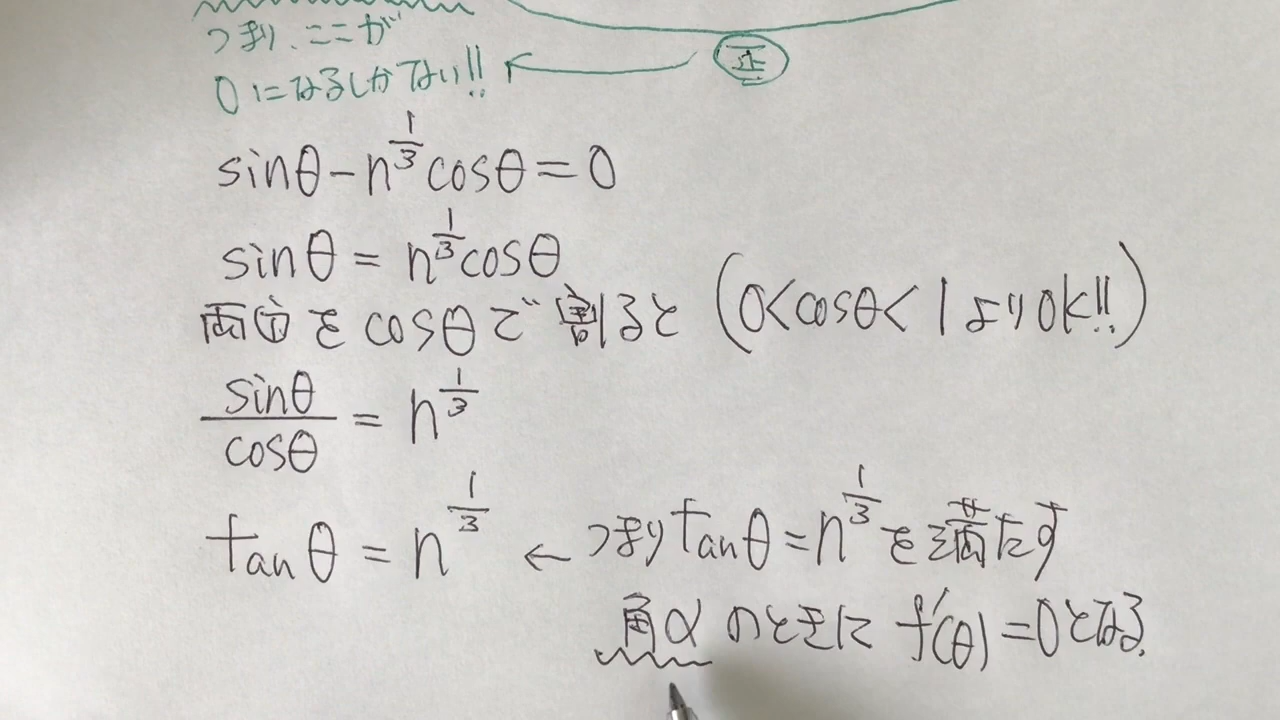 つまり、ここが
0になるしかない!! ← 正
sinθ-n^{1/3}cosθ=0
sinθ=n^{1/3}cosθ
両辺をcosθで割ると (0<cosθ<1よりOK!!)
sinθ/cosθ=n^{1/3}
tanθ=n^{1/3} ← つまりtanθ=n^{1/3}を満たす
角αのときにf'(θ)=0となる.